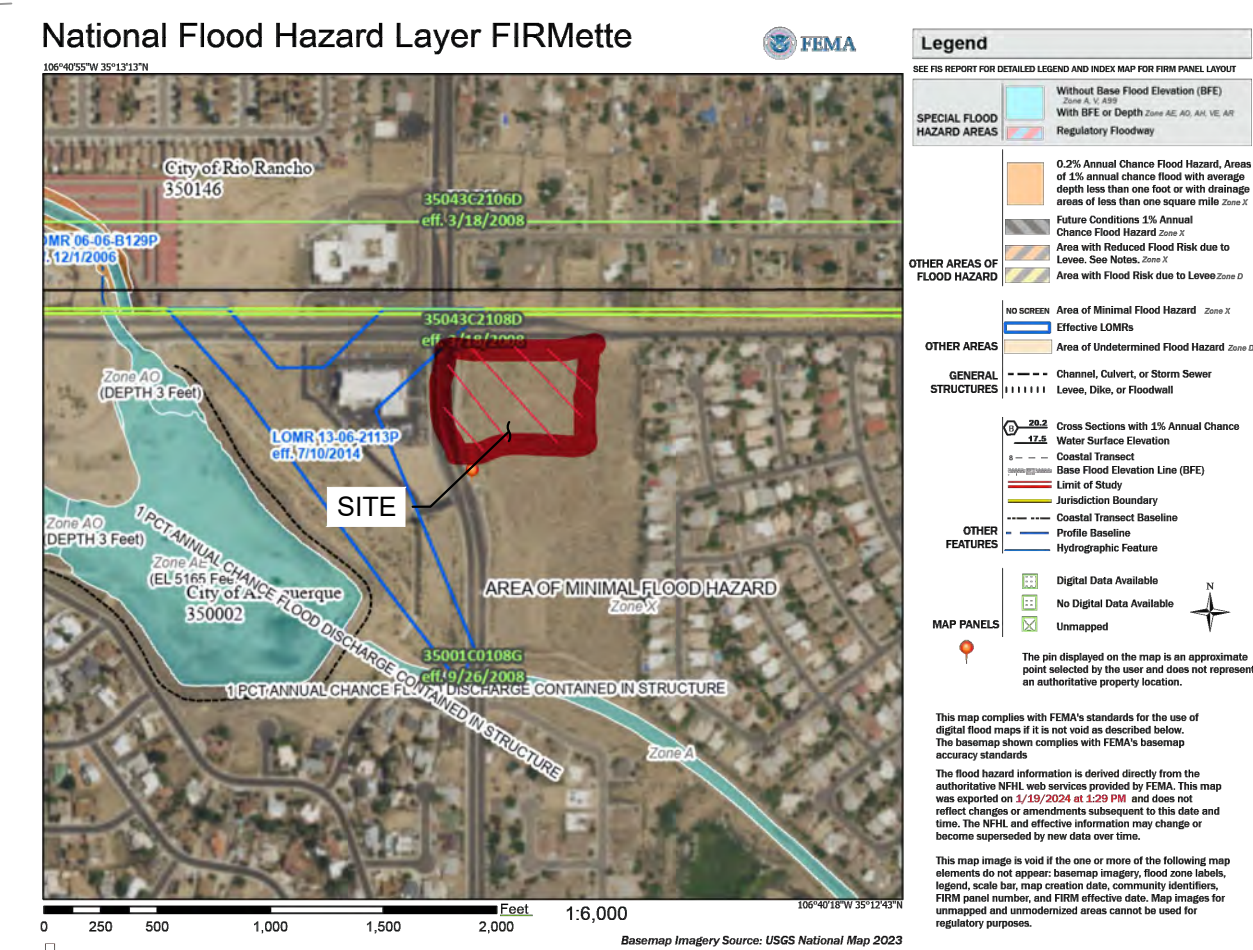 National Flood Hazard Layer FIRMette
FEMA
106°40'55"W 35°13'13"N
City of Rio Rancho
350146
35043C2106D
eff. 3/18/2008
OMR 06-06-B129P
. 12/1/2006
35043C2108D
eff. 3/18/2008
Zone AO
(DEPTH 3 Feet)
LOMR 13-06-2113P
eff. 7/10/2014
SITE
Zone AO
(DEPTH 3 Feet)
1 PCT ANNUAL CHANCE FLOOD DISCHARGE CONTAINED IN STRUCTURE
Zone AE
(EL 5165 Feet)
City of Albuquerque
350002
AREA OF MINIMAL FLOOD HAZARD
Zone X
35001C0108G
eff. 9/26/2008
1 PCT ANNUAL CHANCE FLOOD DISCHARGE CONTAINED IN STRUCTURE
Zone A
106°40'18"W 35°12'43"N
Feet
1:6,000
0 250 500 1,000 1,500 2,000
Basemap Imagery Source: USGS National Map 2023
Legend
SEE FIS REPORT FOR DETAILED LEGEND AND INDEX MAP FOR FIRM PANEL LAYOUT
SPECIAL FLOOD
HAZARD AREAS
Without Base Flood Elevation (BFE)
Zone A, V, A99
With BFE or Depth Zone AE, AO, AH, VE, AR
Regulatory Floodway
0.2% Annual Chance Flood Hazard, Areas
of 1% annual chance flood with average
depth less than one foot or with drainage
areas of less than one square mile Zone X
Future Conditions 1% Annual
Chance Flood Hazard Zone X
Area with Reduced Flood Risk due to
Levee. See Notes. Zone X
Area with Flood Risk due to Levee Zone D
OTHER AREAS OF
FLOOD HAZARD
NO SCREEN Area of Minimal Flood Hazard Zone X
Effective LOMRs
OTHER AREAS
Area of Undetermined Flood Hazard Zone D
GENERAL
STRUCTURES
Channel, Culvert, or Storm Sewer
Levee, Dike, or Floodwall
B 20.2 Cross Sections with 1% Annual Chance
17.5 Water Surface Elevation
8 Coastal Transect
Base Flood Elevation Line (BFE)
Limit of Study
Jurisdiction Boundary
Coastal Transect Baseline
OTHER
FEATURES
Profile Baseline
Hydrographic Feature
Digital Data Available
No Digital Data Available
Unmapped
MAP PANELS
N
The pin displayed on the map is an approximate
point selected by the user and does not represent
an authoritative property location.
This map complies with FEMA's standards for the use of
digital flood maps if it is not void as described below.
The basemap shown complies with FEMA's basemap
accuracy standards
The flood hazard information is derived directly from the
authoritative NFHL web services provided by FEMA. This map
was exported on 1/19/2024 at 1:29 PM and does not
reflect changes or amendments subsequent to this date and
time. The NFHL and effective information may change or
become superseded by new data over time.
This map image is void if the one or more of the following map
elements do not appear: basemap imagery, flood zone labels,
legend, scale bar, map creation date, community identifiers,
FIRM panel number, and FIRM effective date. Map images for
unmapped and unmodernized areas cannot be used for
regulatory purposes.